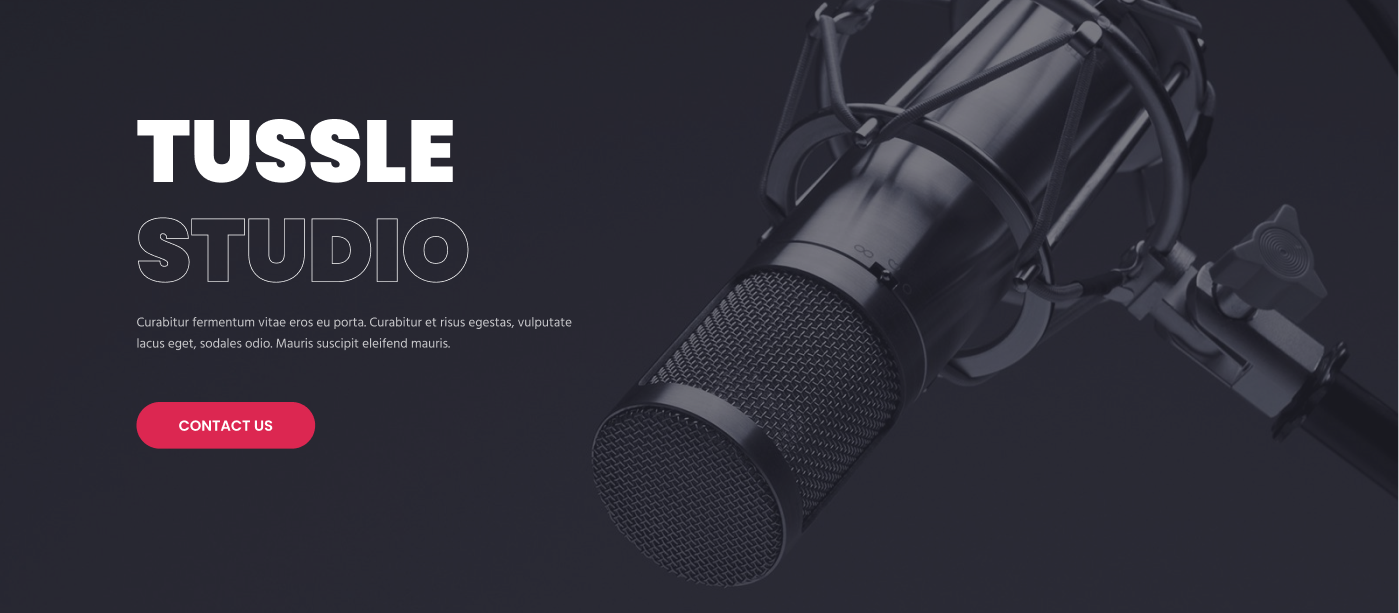 TUSSLE
STUDIO
Curabitur fermentum vitae eros eu porta. Curabitur et risus egestas, vulputate
lacus eget, sodales odio. Mauris suscipit eleifend mauris.
CONTACT US